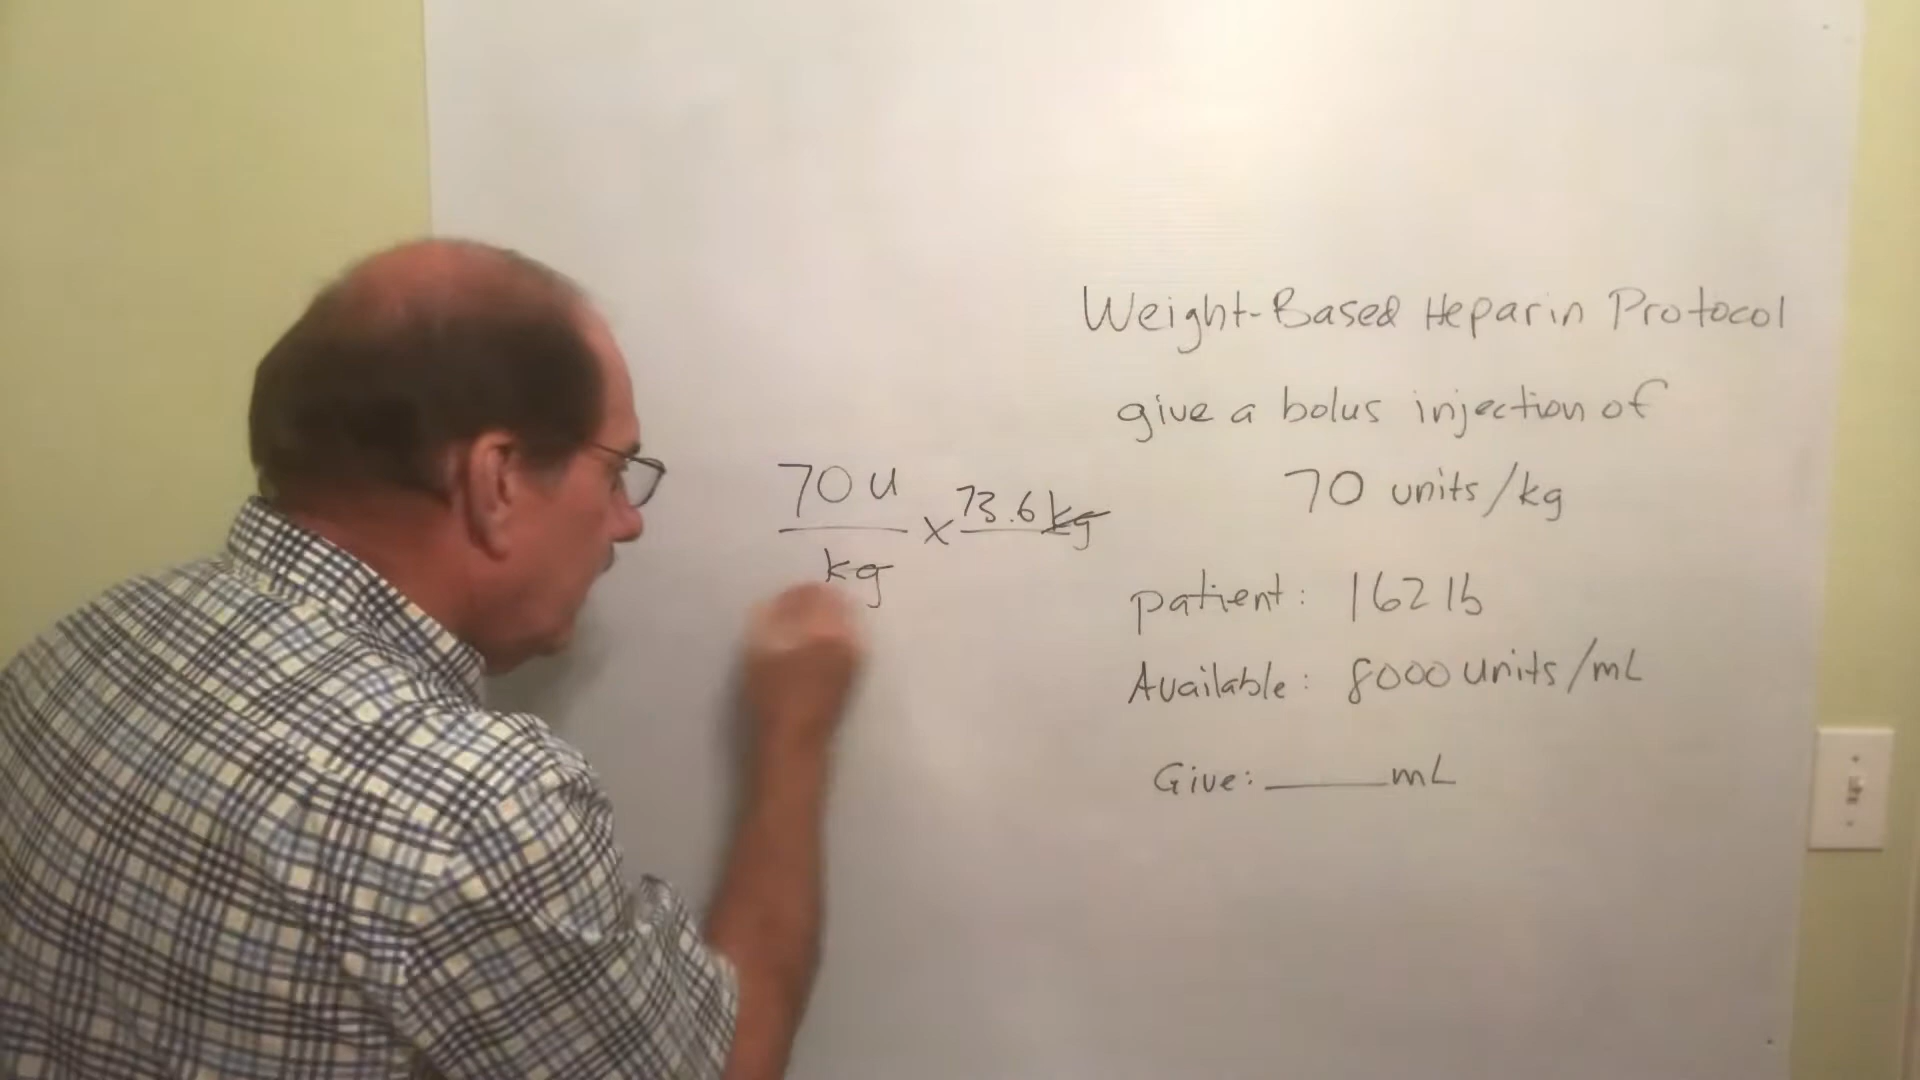 Weight-Based Heparin Protocol
give a bolus injection of
70 units/kg
patient: 162 lb
Available: 8000 units/mL
Give: ______ mL
70 u
kg
x 73.6 kg